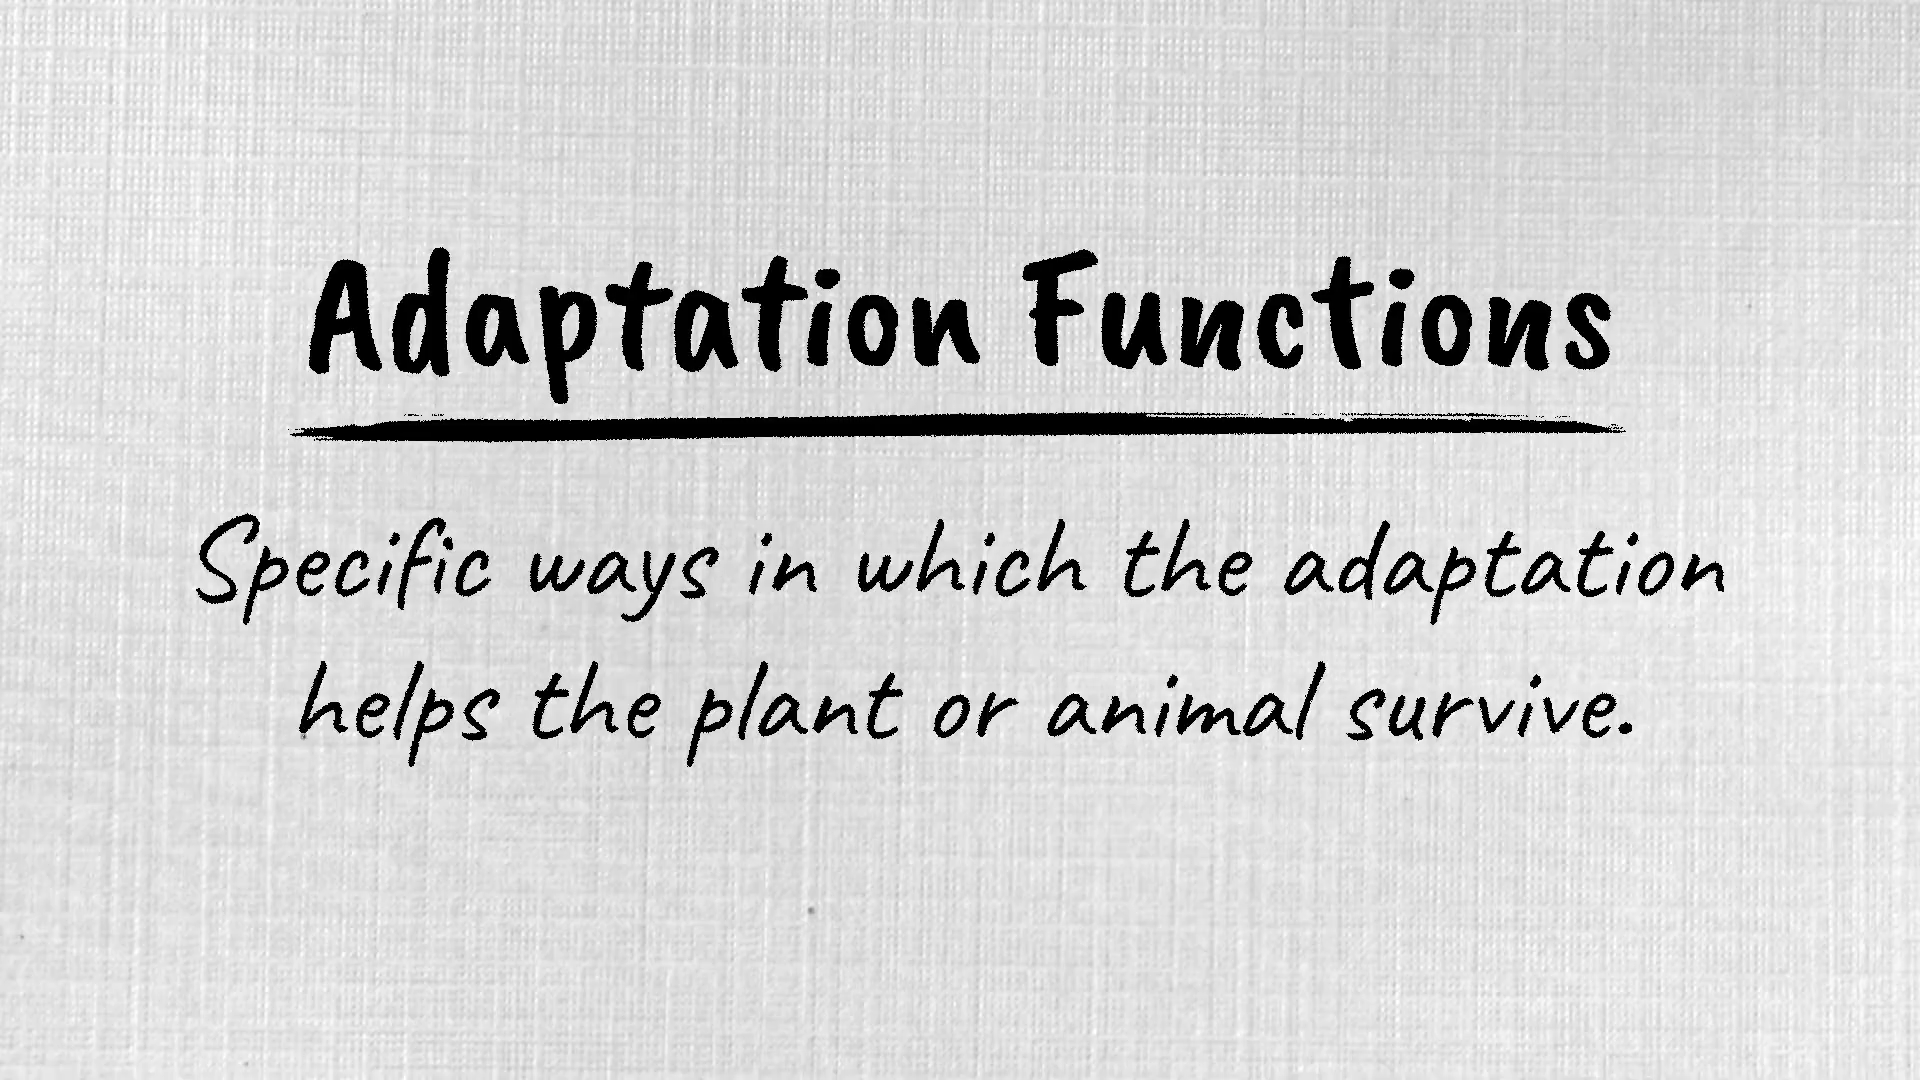 Adaptation Functions
Specific ways in which the adaptation
helps the plant or animal survive.